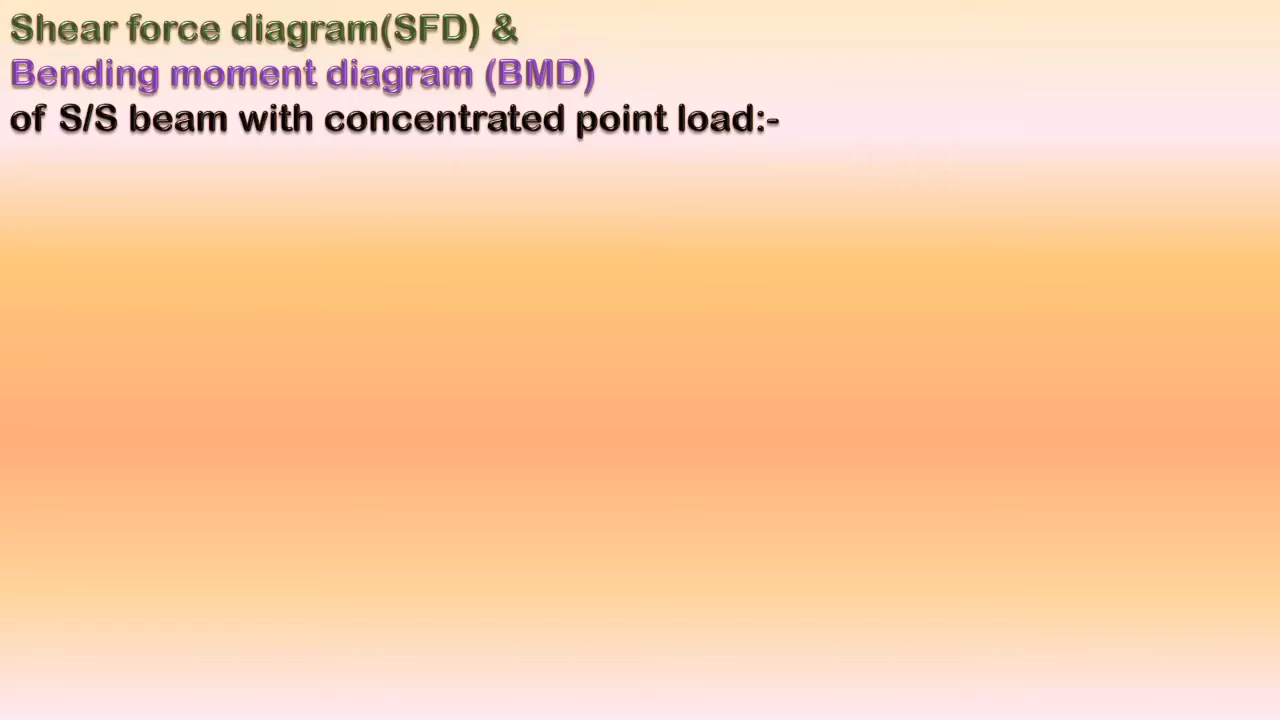 Shear force diagram(SFD) &
Bending moment diagram (BMD)
of S/S beam with concentrated point load:-